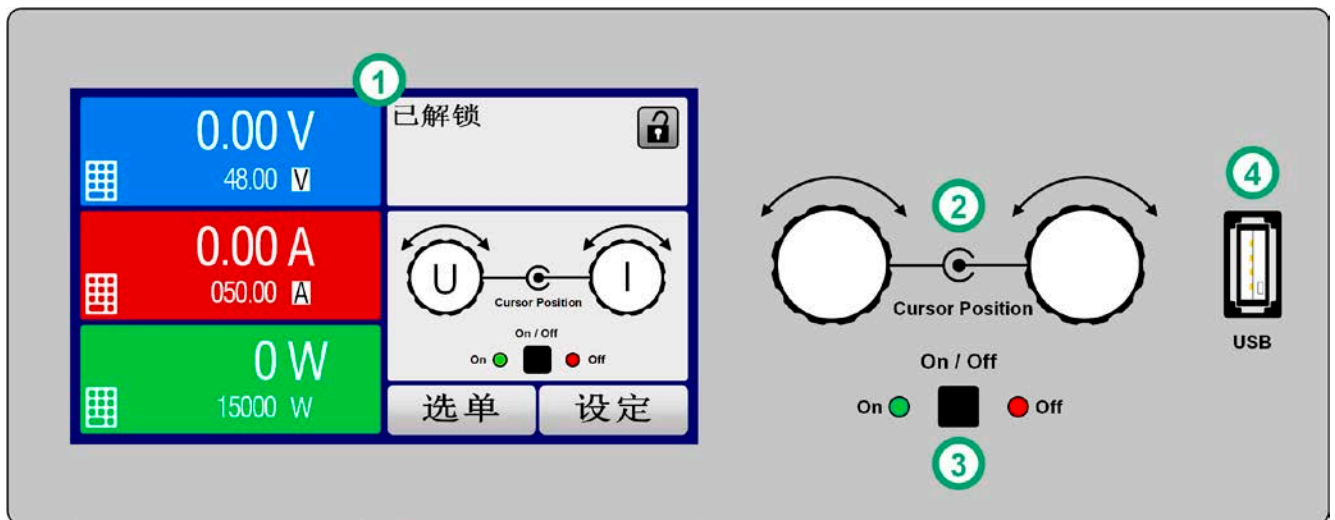 1
0.00 V
48.00 V
0.00 A
050.00 A
0 W
15000 W
已解锁
U
I
Cursor Position
On / Off
On
Off
选单
设定
2
Cursor Position
On / Off
On
Off
3
4
USB